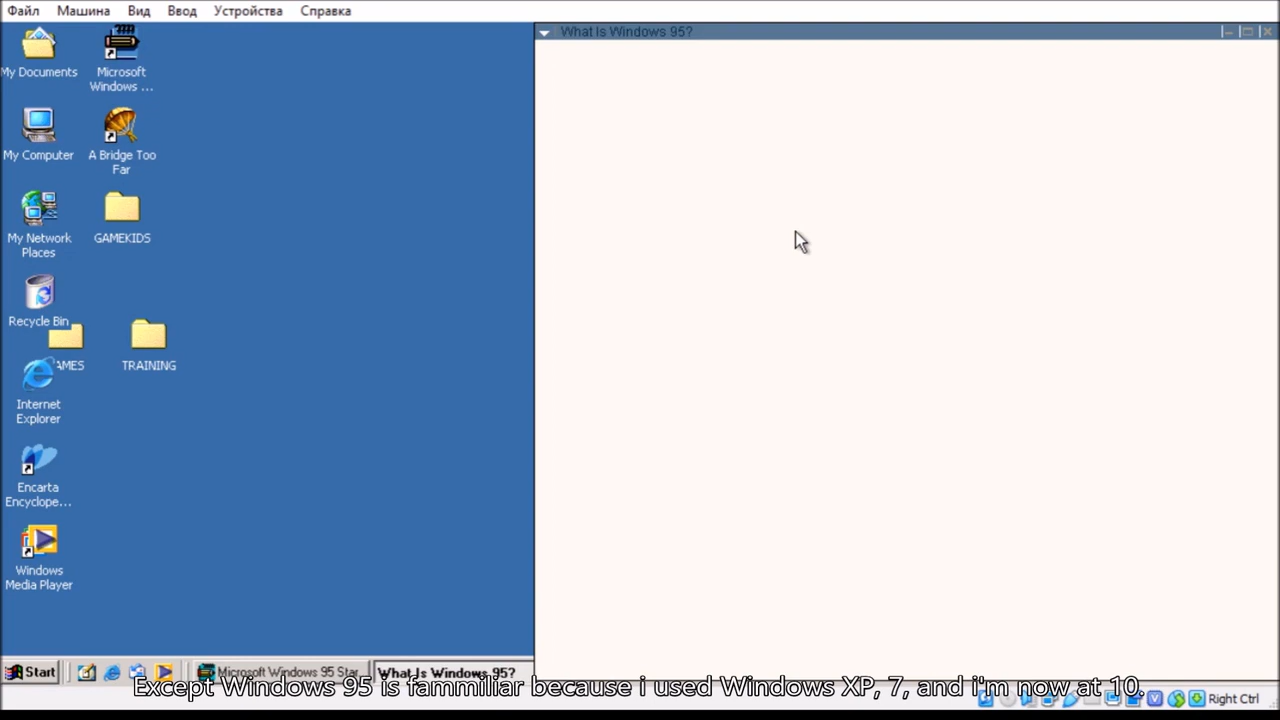 Файл Машина Вид Ввод Устройства Справка
What Is Windows 95?
My Documents
Microsoft
Windows ...
My Computer
A Bridge Too
Far
My Network
Places
GAMEKIDS
Recycle Bin
AMES
TRAINING
Internet
Explorer
Encarta
Encyclope...
Windows
Media Player
Start
Microsoft Windows 95 Star
What Is Windows 95?
Except Windows 95 is fammilliar because i used Windows XP, 7, and i'm now at 10.
Right Ctrl